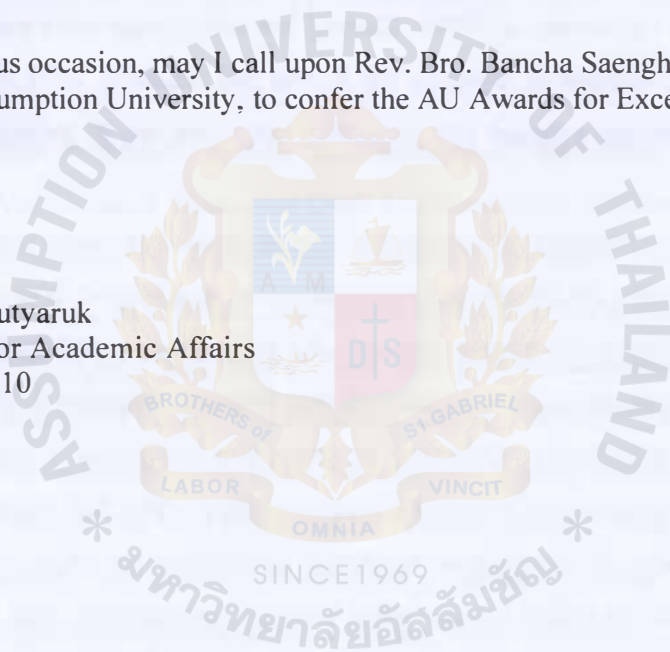 us occasion, may I call upon Rev. Bro. Bancha Saengh
umption University, to confer the AU Awards for Exce
utyaruk
or Academic Affairs
10
ASSUMPTION UNIVERSITY OF THAILAND
A M
D S
BROTHERS of ST GABRIEL
LABOR
VINCIT
OMNIA
SINCE 1969
มหาวิทยาลัยอัสสัมชัญ